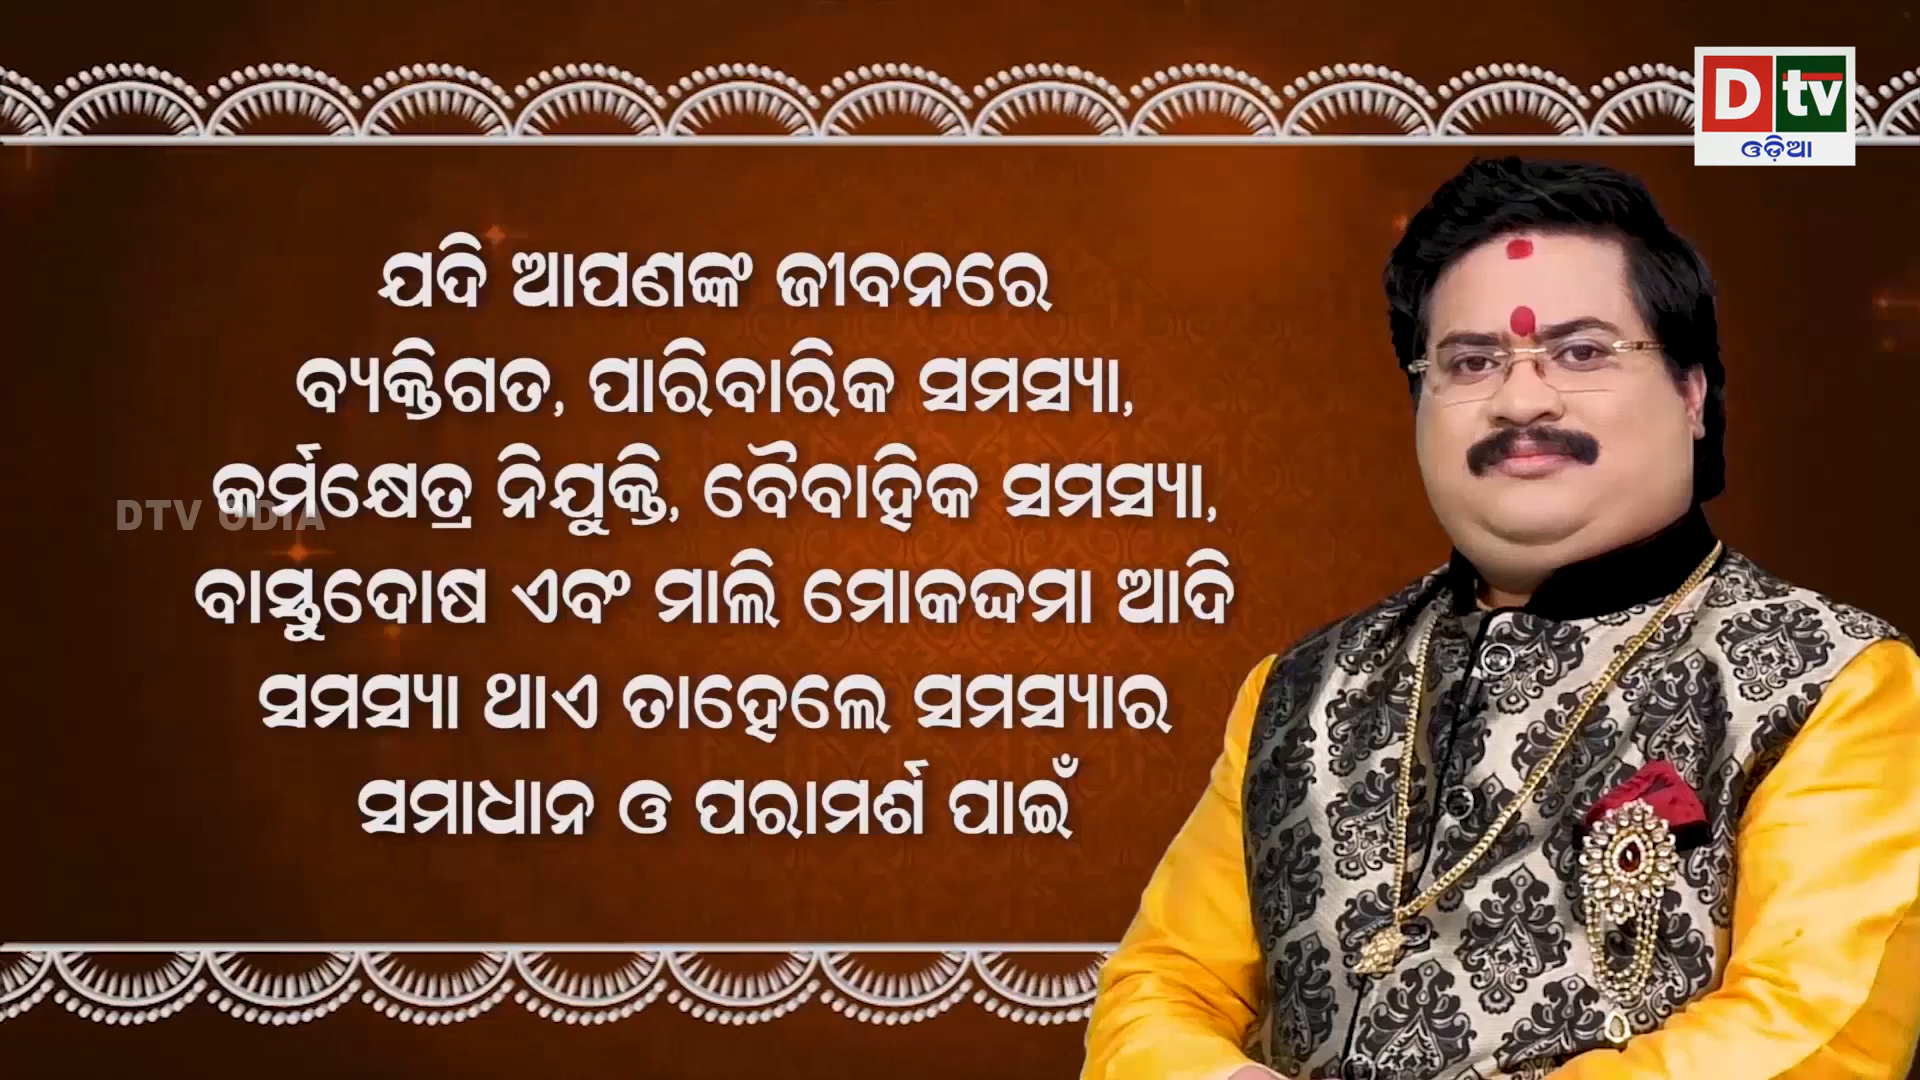 D tv
ଓଡ଼ିଆ
ଯଦି ଆପଣଙ୍କ ଜୀବନରେ
ବ୍ୟକ୍ତିଗତ, ପାରିବାରିକ ସମସ୍ୟା,
କର୍ମକ୍ଷେତ୍ର ନିଯୁକ୍ତି, ବୈବାହିକ ସମସ୍ୟା,
DTV ODIA
ବାସ୍ତୁଦୋଷ ଏବଂ ମାଲି ମୋକଦ୍ଦମା ଆଦି
ସମସ୍ୟା ଥାଏ ତାହେଲେ ସମସ୍ୟାର
ସମାଧାନ ଓ ପରାମର୍ଶ ପାଇଁ